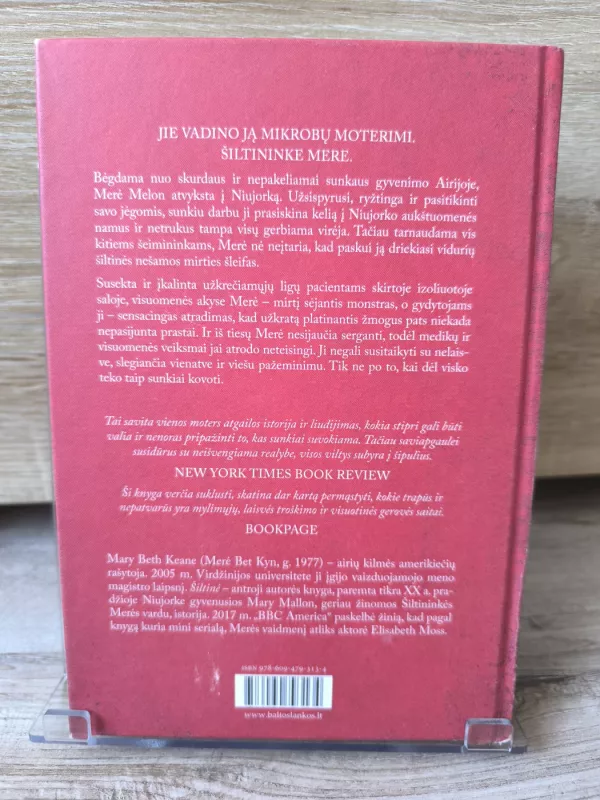 JIE VADINO JĄ MIKROBŲ MOTERIMI.
ŠILTININKE MERE.
Bėgdama nuo skurdaus ir nepakeliamai sunkaus gyvenimo Airijoje,
Merė Melon atvyksta į Niujorką. Užsispyrusi, ryžtinga ir pasitikinti
savo jėgomis, sunkiu darbu ji prasiskina kelią į Niujorko aukštuomenės
namus ir netrukus tampa visų gerbiama virėja. Tačiau tarnaudama vis
kitiems šeimininkams, Merė nė neįtaria, kad paskui ją driekiasi vidurių
šiltinės nešamos mirties šleifas.
Susekta ir įkalinta užkrečiamųjų ligų pacientams skirtoje izoliuotoje
saloje, visuomenės akyse Merė – mirtį sėjantis monstras, o gydytojams
ji – sensacingas atradimas, kad užkratą platinantis žmogus pats niekada
nepasijunta prastai. Ir iš tiesų Merė nesijaučia serganti, todėl medikų ir
visuomenės veiksmai jai atrodo neteisingi. Ji negali susitaikyti su nelais-
ve, slegiančia vienatve ir viešu pažeminimu. Tik ne po to, kai dėl visko
teko taip sunkiai kovoti.
Tai savita vienos moters atgailos istorija ir liudijimas, kokia stipri gali būti
valia ir nenoras pripažinti to, kas sunkiai suvokiama. Tačiau saviapgaulei
susidūrus su neišvengiama realybe, visos viltys subyra į šipulius.
NEW YORK TIMES BOOK REVIEW
Ši knyga verčia suklusti, skatina dar kartą permąstyti, kokie trapūs ir
nepatvarūs yra mylimųjų, laisvės troškimo ir visuotinės gerovės saitai.
BOOKPAGE
Mary Beth Keane (Merė Bet Kyn, g. 1977) – airių kilmės amerikiečių
rašytoja. 2005 m. Virdžinijos universitete ji įgijo vaizduojamojo meno
magistro laipsnį. Šiltinė – antroji autorės knyga, paremta tikra XX a. pra-
džioje Niujorke gyvenusios Mary Mallon, geriau žinomos Šiltininkės
Merės vardu, istorija. 2017 m. „BBC America" paskelbė žinią, kad pagal
knygą kuria mini serialą. Merės vaidmenį atliks aktorė Elisabeth Moss.
ISBN 978-609-479-113-4
www.baltoslankos.lt